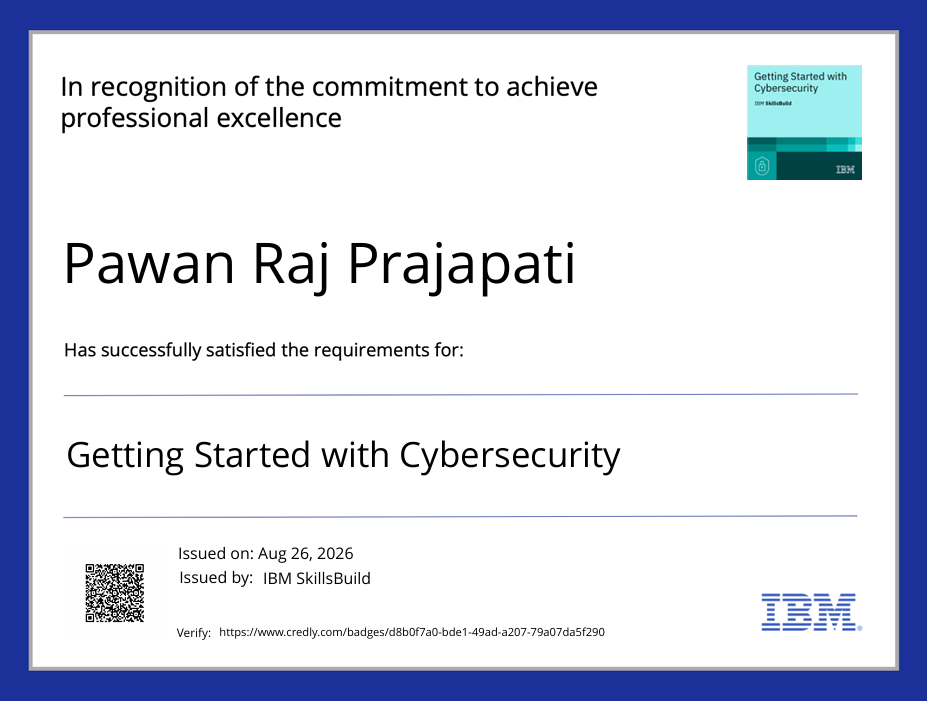 In recognition of the commitment to achieve
professional excellence
Getting Started with
Cybersecurity
IBM SkillsBuild
IBM
Pawan Raj Prajapati
Has successfully satisfied the requirements for:
Getting Started with Cybersecurity
Issued on: Aug 26, 2026
Issued by: IBM SkillsBuild
Verify: https://www.credly.com/badges/d8b0f7a0-bde1-49ad-a207-79a07da5f290
IBM®